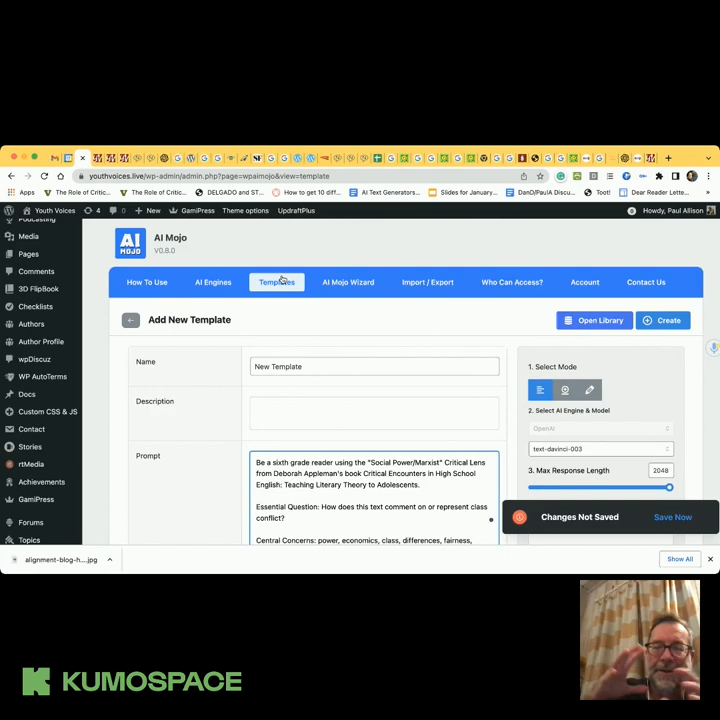 youthvoices.live/wp-admin/admin.php?page=wpaimojo&view=template
Apps
The Role of Critic...
The Role of Critic...
DELGADO and ST...
How to get 10 diff...
AI Text Generators...
Slides for January...
DanO/PaulA Discu...
Toot!
Dear Reader Letter...
Youth Voices
4
0
New
GamiPress
Theme options
UpdraftPlus
Howdy, Paul Allison
Podcasting
Media
Pages
Comments
3D FlipBook
Checklists
Authors
Author Profile
wpDiscuz
WP AutoTerms
Docs
Custom CSS & JS
Contact
Stories
rtMedia
Achievements
GamiPress
Forums
Topics
AI
MOJO
AI Mojo
V0.8.0
How To Use
AI Engines
Templates
AI Mojo Wizard
Import / Export
Who Can Access?
Account
Contact Us
Add New Template
Open Library
Create
Name
New Template
Description
Prompt
Be a sixth grade reader using the "Social Power/Marxist" Critical Lens
from Deborah Appleman's book Critical Encounters in High School
English: Teaching Literary Theory to Adolescents.
Essential Question: How does this text comment on or represent class
conflict?
Central Concerns: power, economics, class, differences, fairness,
1. Select Mode
2. Select AI Engine & Model
OpenAI
text-davinci-003
3. Max Response Length
2048
Changes Not Saved
Save Now
alignment-blog-h....jpg
Show All
KUMOSPACE